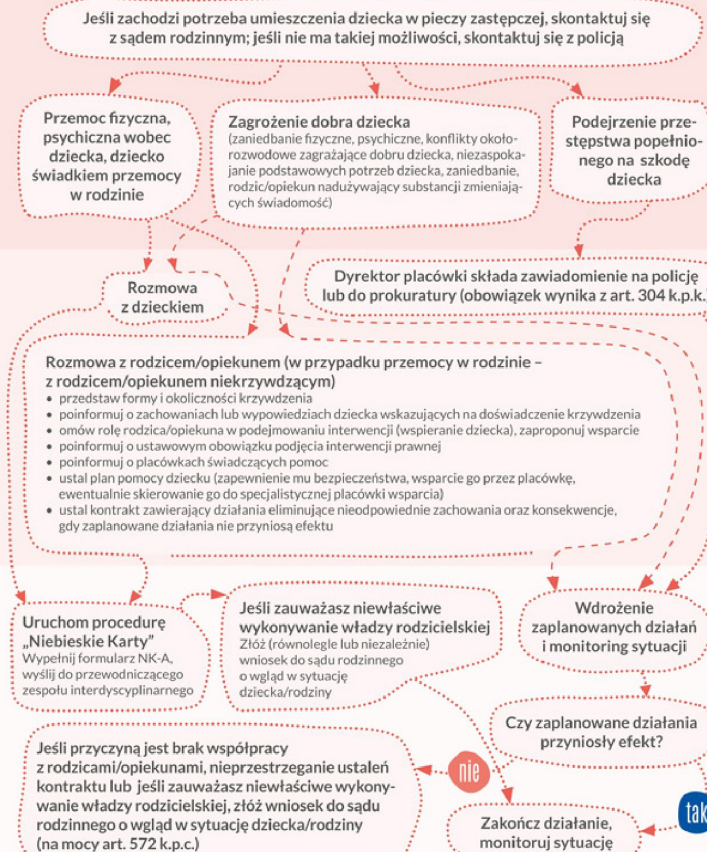 Jeśli zachodzi potrzeba umieszczenia dziecka w pieczy zastępczej, skontaktuj się
z sądem rodzinnym; jeśli nie ma takiej możliwości, skontaktuj się z policją
Przemoc fizyczna,
psychiczna wobec
dziecka, dziecko
świadkiem przemocy
w rodzinie
Zagrożenie dobra dziecka
(zaniedbanie fizyczne, psychiczne, konflikty około-
rozwodowe zagrażające dobru dziecka, niezaspoka-
janie podstawowych potrzeb dziecka, zaniedbanie,
rodzic/opiekun nadużywający substancji zmieniają-
cych świadomość)
Podejrzenie prze-
stępstwa popełnio-
nego na szkodę
dziecka
Rozmowa
z dzieckiem
Dyrektor placówki składa zawiadomienie na policję
lub do prokuratury (obowiązek wynika z art. 304 k.p.k.)
Rozmowa z rodzicem/opiekunem (w przypadku przemocy w rodzinie –
z rodzicem/opiekunem niekrzywdzącym)
• przedstaw formy i okoliczności krzywdzenia
• poinformuj o zachowaniach lub wypowiedziach dziecka wskazujących na doświadczenie krzywdzenia
• omów rolę rodzica/opiekuna w podejmowaniu interwencji (wspieranie dziecka), zaproponuj wsparcie
• poinformuj o ustawowym obowiązku podjęcia interwencji prawnej
• poinformuj o placówkach świadczących pomoc
• ustal plan pomocy dziecku (zapewnienie mu bezpieczeństwa, wsparcie go przez placówkę,
ewentualnie skierowanie go do specjalistycznej placówki wsparcia)
• ustal kontrakt zawierający działania eliminujące nieodpowiednie zachowania oraz konsekwencje,
gdy zaplanowane działania nie przyniosą efektu
Uruchom procedurę
„Niebieskie Karty”
Wypełnij formularz NK-A,
wyślij do przewodniczącego
zespołu interdyscyplinarnego
Jeśli zauważasz niewłaściwe
wykonywanie władzy rodzicielskiej
Złóż (równolegle lub niezależnie)
wniosek do sądu rodzinnego
o wgląd w sytuację
dziecka/rodziny
Wdrożenie
zaplanowanych działań
i monitoring sytuacji
Czy zaplanowane działania
przyniosły efekt?
nie
tak
Jeśli przyczyną jest brak współpracy
z rodzicami/opiekunami, nieprzestrzeganie ustaleń
kontraktu lub jeśli zauważasz niewłaściwe wykony-
wanie władzy rodzicielskiej, złóż wniosek do sądu
rodzinnego o wgląd w sytuację dziecka/rodziny
(na mocy art. 572 k.p.c.)
Zakończ działanie,
monitoruj sytuację